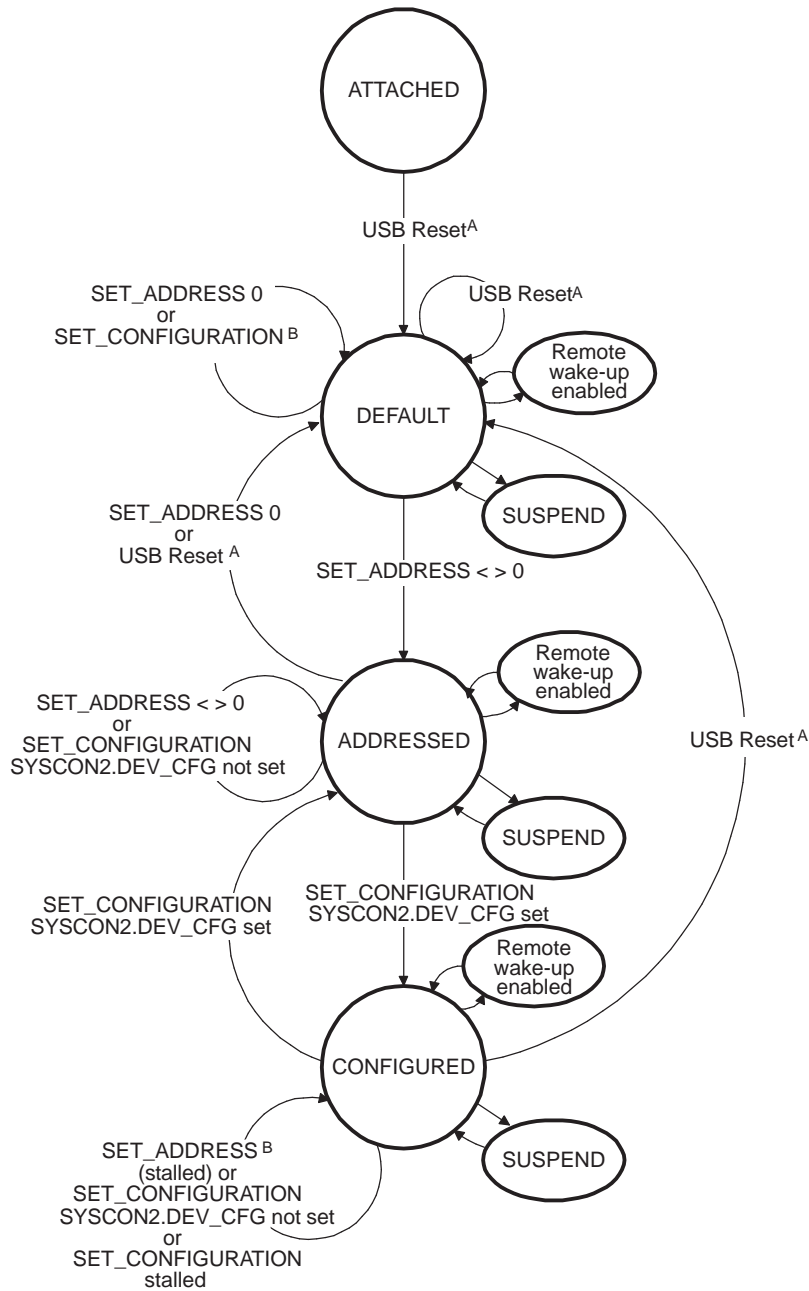 ATTACHED
USB Reset A
SET_ADDRESS 0
or
SET_CONFIGURATION B
USB Reset A
Remote
wake-up
enabled
DEFAULT
SUSPEND
SET_ADDRESS 0
or
USB Reset A
SET_ADDRESS < > 0
Remote
wake-up
enabled
SET_ADDRESS < > 0
or
SET_CONFIGURATION
SYSCON2.DEV_CFG not set
ADDRESSED
USB Reset A
SUSPEND
SET_CONFIGURATION
SYSCON2.DEV_CFG set
SET_CONFIGURATION
SYSCON2.DEV_CFG set
Remote
wake-up
enabled
CONFIGURED
SUSPEND
SET_ADDRESS B
(stalled) or
SET_CONFIGURATION
SYSCON2.DEV_CFG not set
or
SET_CONFIGURATION
stalled